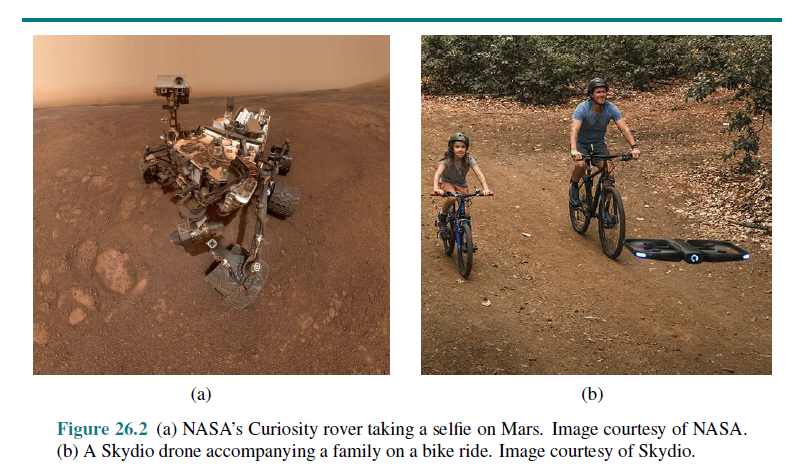 (a)
(b)
Figure 26.2 (a) NASA's Curiosity rover taking a selfie on Mars. Image courtesy of NASA.
(b) A Skydio drone accompanying a family on a bike ride. Image courtesy of Skydio.